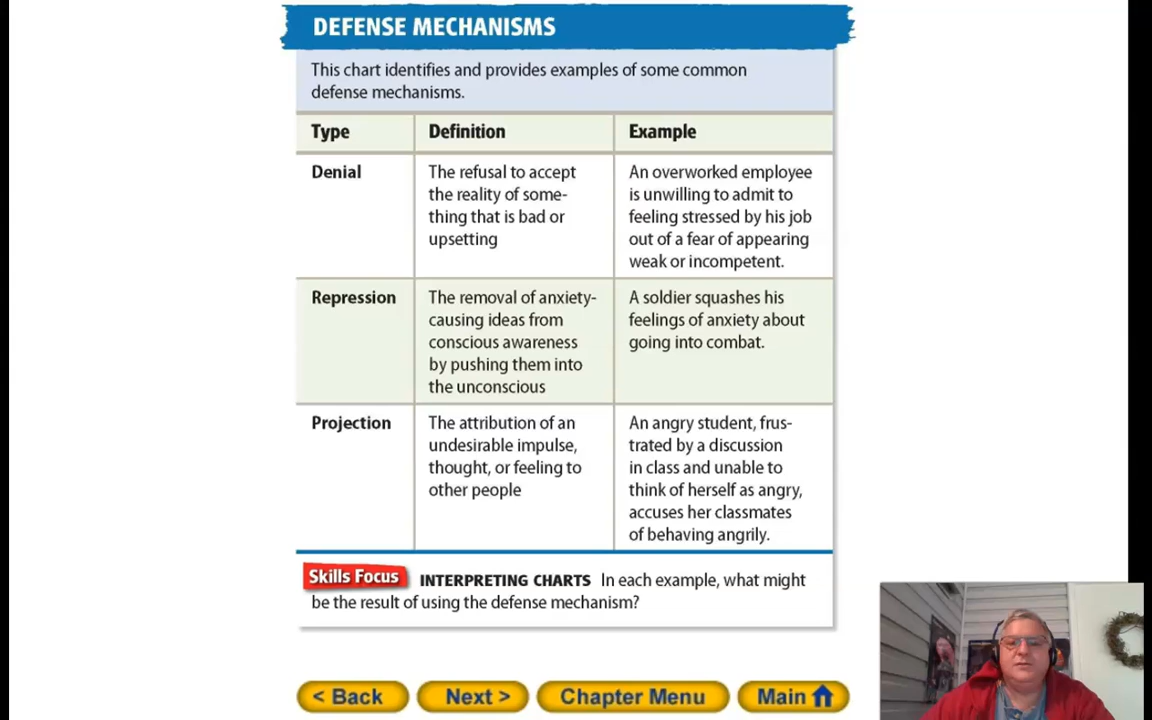 DEFENSE MECHANISMS
This chart identifies and provides examples of some common
defense mechanisms.
Type
Definition
Example
Denial
The refusal to accept
the reality of some-
thing that is bad or
upsetting
An overworked employee
is unwilling to admit to
feeling stressed by his job
out of a fear of appearing
weak or incompetent.
Repression
The removal of anxiety-
causing ideas from
conscious awareness
by pushing them into
the unconscious
A soldier squashes his
feelings of anxiety about
going into combat.
Projection
The attribution of an
undesirable impulse,
thought, or feeling to
other people
An angry student, frus-
trated by a discussion
in class and unable to
think of herself as angry,
accuses her classmates
of behaving angrily.
Skills Focus INTERPRETING CHARTS In each example, what might
be the result of using the defense mechanism?
< Back
Next >
Chapter Menu
Main